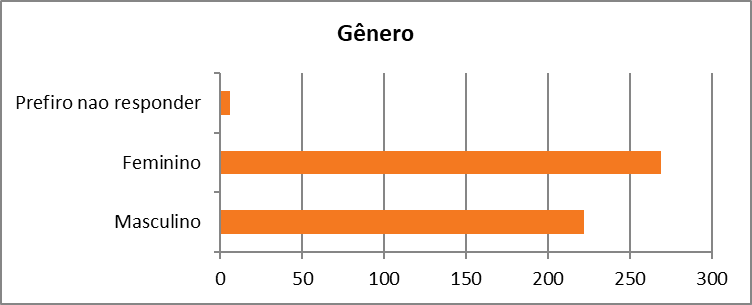 Gênero
Prefiro nao responder
Feminino
Masculino
0 50 100 150 200 250 300